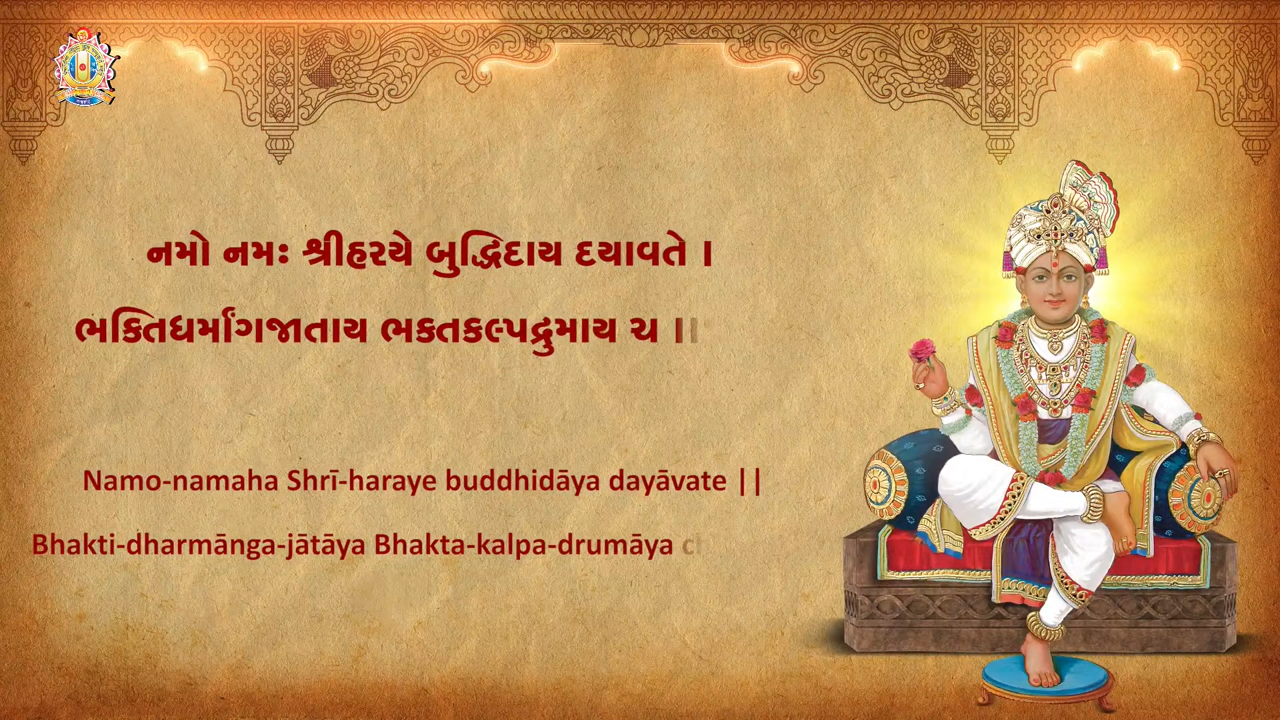 નમો નમઃ શ્રીહરયે બુદ્ધિદાય દયાવતે ।
ભક્તિધર્માંગજાતાય ભક્તકલ્પદ્રુમાય ચ ॥
Namo-namaha Shrī-haraye buddhidāya dayāvate ||
Bhakti-dharmānga-jātāya Bhakta-kalpa-drumāya